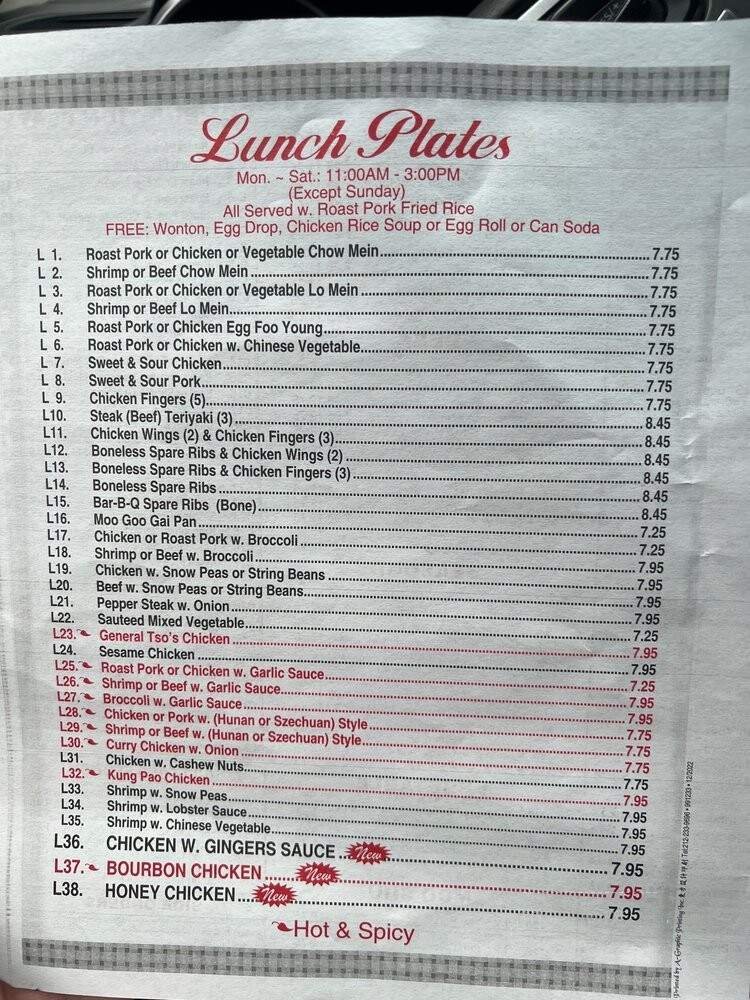 Lunch Plates
Mon. ~ Sat.: 11:00AM - 3:00PM
(Except Sunday)
All Served w. Roast Pork Fried Rice
FREE: Wonton, Egg Drop, Chicken Rice Soup or Egg Roll or Can Soda
L 1. Roast Pork or Chicken or Vegetable Chow Mein 7.75
L 2. Shrimp or Beef Chow Mein 7.75
L 3. Roast Pork or Chicken or Vegetable Lo Mein 7.75
L 4. Shrimp or Beef Lo Mein 7.75
L 5. Roast Pork or Chicken Egg Foo Young 7.75
L 6. Roast Pork or Chicken w. Chinese Vegetable 7.75
L 7. Sweet & Sour Chicken 7.75
L 8. Sweet & Sour Pork 7.75
L 9. Chicken Fingers (5) 7.75
L10. Steak (Beef) Teriyaki (3) 8.45
L11. Chicken Wings (2) & Chicken Fingers (3) 8.45
L12. Boneless Spare Ribs & Chicken Wings (2) 8.45
L13. Boneless Spare Ribs & Chicken Fingers (3) 8.45
L14. Boneless Spare Ribs 8.45
L15. Bar-B-Q Spare Ribs (Bone) 8.45
L16. Moo Goo Gai Pan 7.25
L17. Chicken or Roast Pork w. Broccoli 7.25
L18. Shrimp or Beef w. Broccoli 7.95
L19. Chicken w. Snow Peas or String Beans 7.95
L20. Beef w. Snow Peas or String Beans 7.95
L21. Pepper Steak w. Onion 7.95
L22. Sauteed Mixed Vegetable 7.25
L23. General Tso's Chicken 7.95
L24. Sesame Chicken 7.95
L25. Roast Pork or Chicken w. Garlic Sauce 7.25
L26. Shrimp or Beef w. Garlic Sauce 7.95
L27. Broccoli w. Garlic Sauce 7.95
L28. Chicken or Pork w. (Hunan or Szechuan) Style 7.75
L29. Shrimp or Beef w. (Hunan or Szechuan) Style 7.75
L30. Curry Chicken w. Onion 7.75
L31. Chicken w. Cashew Nuts 7.75
L32. Kung Pao Chicken 7.95
L33. Shrimp w. Snow Peas 7.95
L34. Shrimp w. Lobster Sauce 7.95
L35. Shrimp w. Chinese Vegetable 7.95
L36. CHICKEN W. GINGERS SAUCE New 7.95
L37. BOURBON CHICKEN New 7.95
L38. HONEY CHICKEN New 7.95
Hot & Spicy
Printed by A-Graphic Printing Inc.